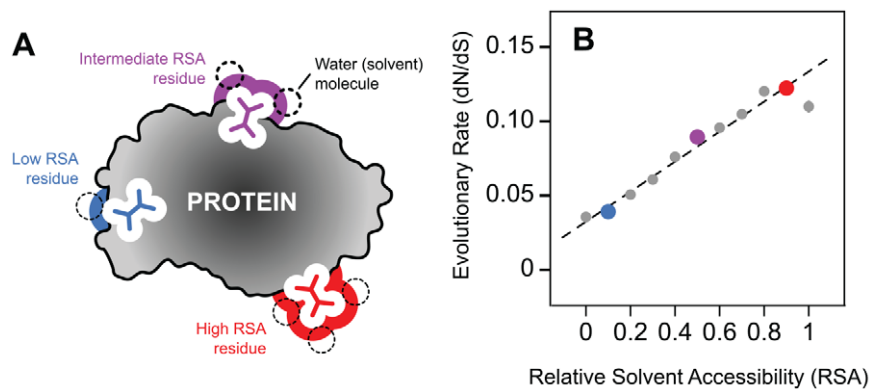 A
Intermediate RSA
residue
Water (solvent)
molecule
Low RSA
residue
PROTEIN
High RSA
residue
B
Evolutionary Rate (dN/dS)
0.15
0.10
0.05
0
0 0.2 0.4 0.6 0.8 1
Relative Solvent Accessibility (RSA)